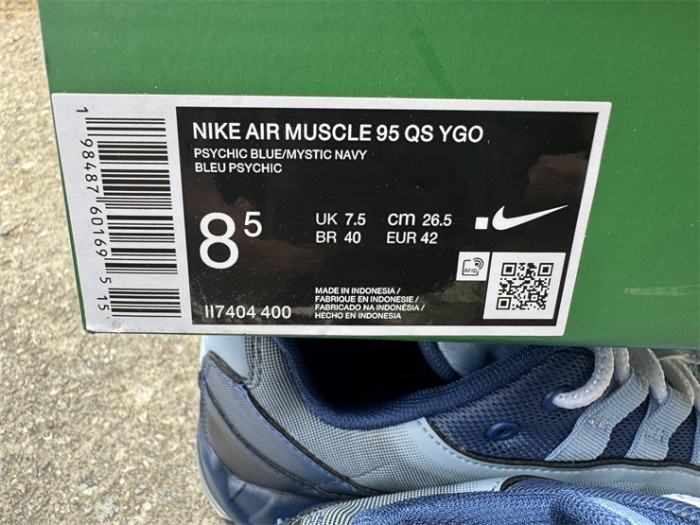 1 98487 60169 5 15
NIKE AIR MUSCLE 95 QS YGO
PSYCHIC BLUE/MYSTIC NAVY
BLEU PSYCHIC
8 5
UK 7.5 cm 26.5
BR 40 EUR 42
RFID
MADE IN INDONESIA /
FABRIQUE EN INDONESIE /
FABRICADO NA INDONÉSIA /
HECHO EN INDONESIA
II7404 400